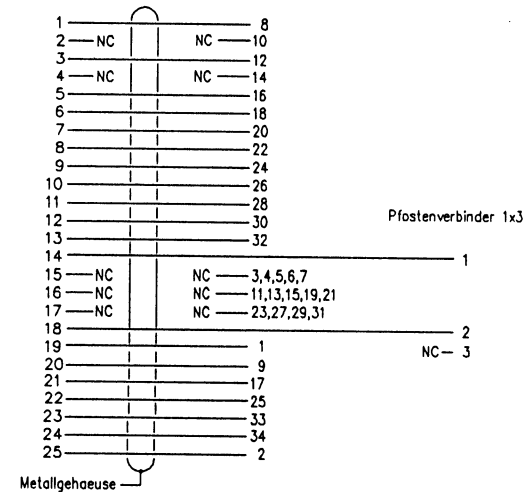 1 8
2 NC NC 10
3 12
4 NC NC 14
5 16
6 18
7 20
8 22
9 24
10 26
11 28
12 30
Pfostenverbinder 1x3
13 32
14 1
15 NC NC 3,4,5,6,7
16 NC NC 11,13,15,19,21
17 NC NC 23,27,29,31
18 2
19 1
NC 3
20 9
21 17
22 25
23 33
24 34
25 2
Metallgehaeuse